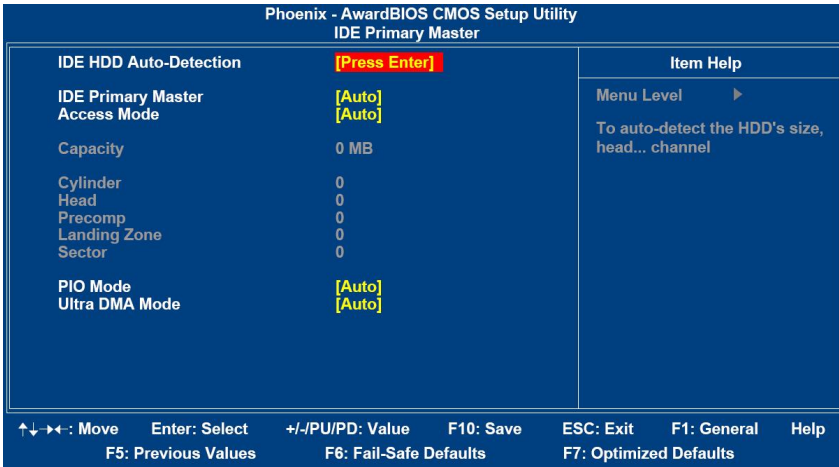 Phoenix - AwardBIOS CMOS Setup Utility
IDE Primary Master
IDE HDD Auto-Detection [Press Enter]
IDE Primary Master [Auto]
Access Mode [Auto]
Capacity 0 MB
Cylinder 0
Head 0
Precomp 0
Landing Zone 0
Sector 0
PIO Mode [Auto]
Ultra DMA Mode [Auto]
Item Help
Menu Level ▶
To auto-detect the HDD's size,
head... channel
↑↓→←: Move Enter: Select +/-/PU/PD: Value F10: Save ESC: Exit F1: General Help
F5: Previous Values F6: Fail-Safe Defaults F7: Optimized Defaults